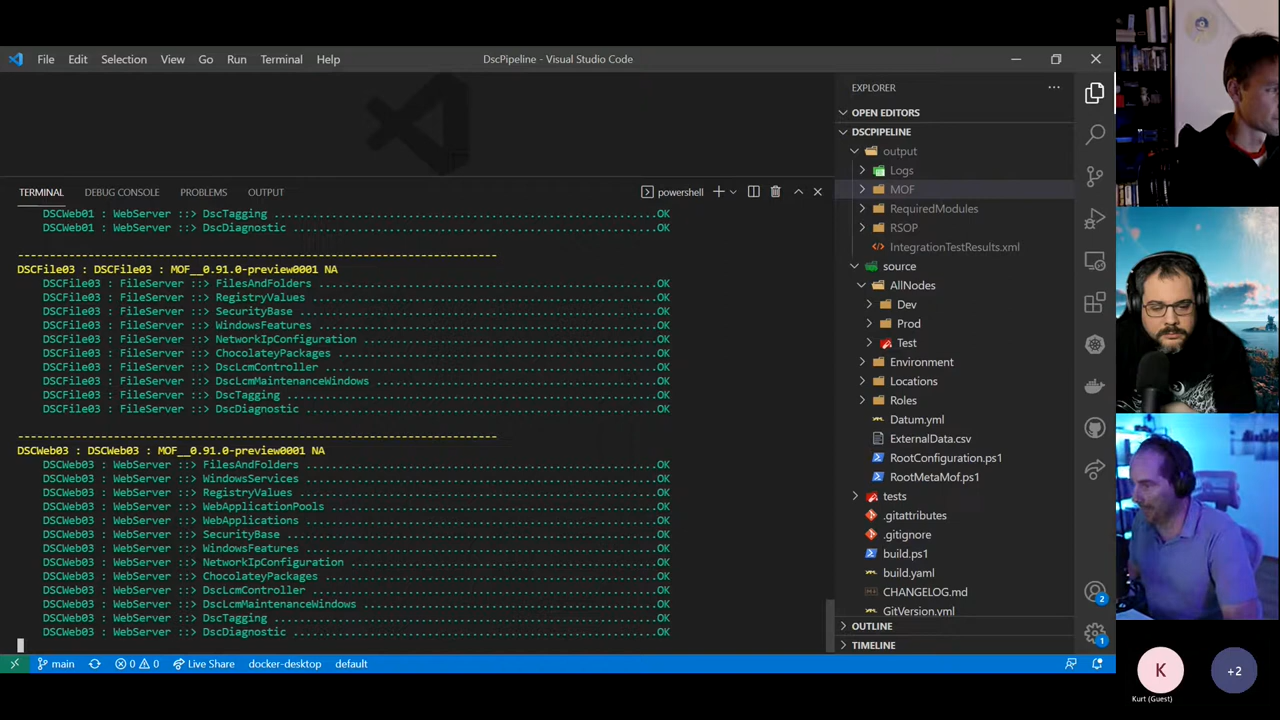 File Edit Selection View Go Run Terminal Help
DscPipeline - Visual Studio Code
TERMINAL DEBUG CONSOLE PROBLEMS OUTPUT
powershell
DSCWeb01 : WebServer ::> DscTagging ......................................................................OK
DSCWeb01 : WebServer ::> DscDiagnostic ...................................................................OK
---------------------------------------------------------------------------
DSCFile03 : DSCFile03 : MOF__0.91.0-preview0001 NA
DSCFile03 : FileServer ::> FilesAndFolders ...............................................................OK
DSCFile03 : FileServer ::> RegistryValues ................................................................OK
DSCFile03 : FileServer ::> SecurityBase ..................................................................OK
DSCFile03 : FileServer ::> WindowsFeatures ...............................................................OK
DSCFile03 : FileServer ::> NetworkIpConfiguration ........................................................OK
DSCFile03 : FileServer ::> ChocolateyPackages ............................................................OK
DSCFile03 : FileServer ::> DscLcmController ..............................................................OK
DSCFile03 : FileServer ::> DscLcmMaintenanceWindows ......................................................OK
DSCFile03 : FileServer ::> DscTagging ....................................................................OK
DSCFile03 : FileServer ::> DscDiagnostic .................................................................OK
---------------------------------------------------------------------------
DSCWeb03 : DSCWeb03 : MOF__0.91.0-preview0001 NA
DSCWeb03 : WebServer ::> FilesAndFolders .................................................................OK
DSCWeb03 : WebServer ::> WindowsServices .................................................................OK
DSCWeb03 : WebServer ::> RegistryValues ..................................................................OK
DSCWeb03 : WebServer ::> WebApplicationPools .............................................................OK
DSCWeb03 : WebServer ::> WebApplications .................................................................OK
DSCWeb03 : WebServer ::> SecurityBase ....................................................................OK
DSCWeb03 : WebServer ::> WindowsFeatures .................................................................OK
DSCWeb03 : WebServer ::> NetworkIpConfiguration ..........................................................OK
DSCWeb03 : WebServer ::> ChocolateyPackages ..............................................................OK
DSCWeb03 : WebServer ::> DscLcmController ................................................................OK
DSCWeb03 : WebServer ::> DscLcmMaintenanceWindows ........................................................OK
DSCWeb03 : WebServer ::> DscTagging ......................................................................OK
DSCWeb03 : WebServer ::> DscDiagnostic ...................................................................OK
EXPLORER
OPEN EDITORS
DSCPIPELINE
output
Logs
MOF
RequiredModules
RSOP
IntegrationTestResults.xml
source
AllNodes
Dev
Prod
Test
Environment
Locations
Roles
Datum.yml
ExternalData.csv
RootConfiguration.ps1
RootMetaMof.ps1
tests
.gitattributes
.gitignore
build.ps1
build.yaml
CHANGELOG.md
GitVersion.yml
OUTLINE
TIMELINE
2
1
main 0 0 Live Share docker-desktop default
K
Kurt (Guest)
+2